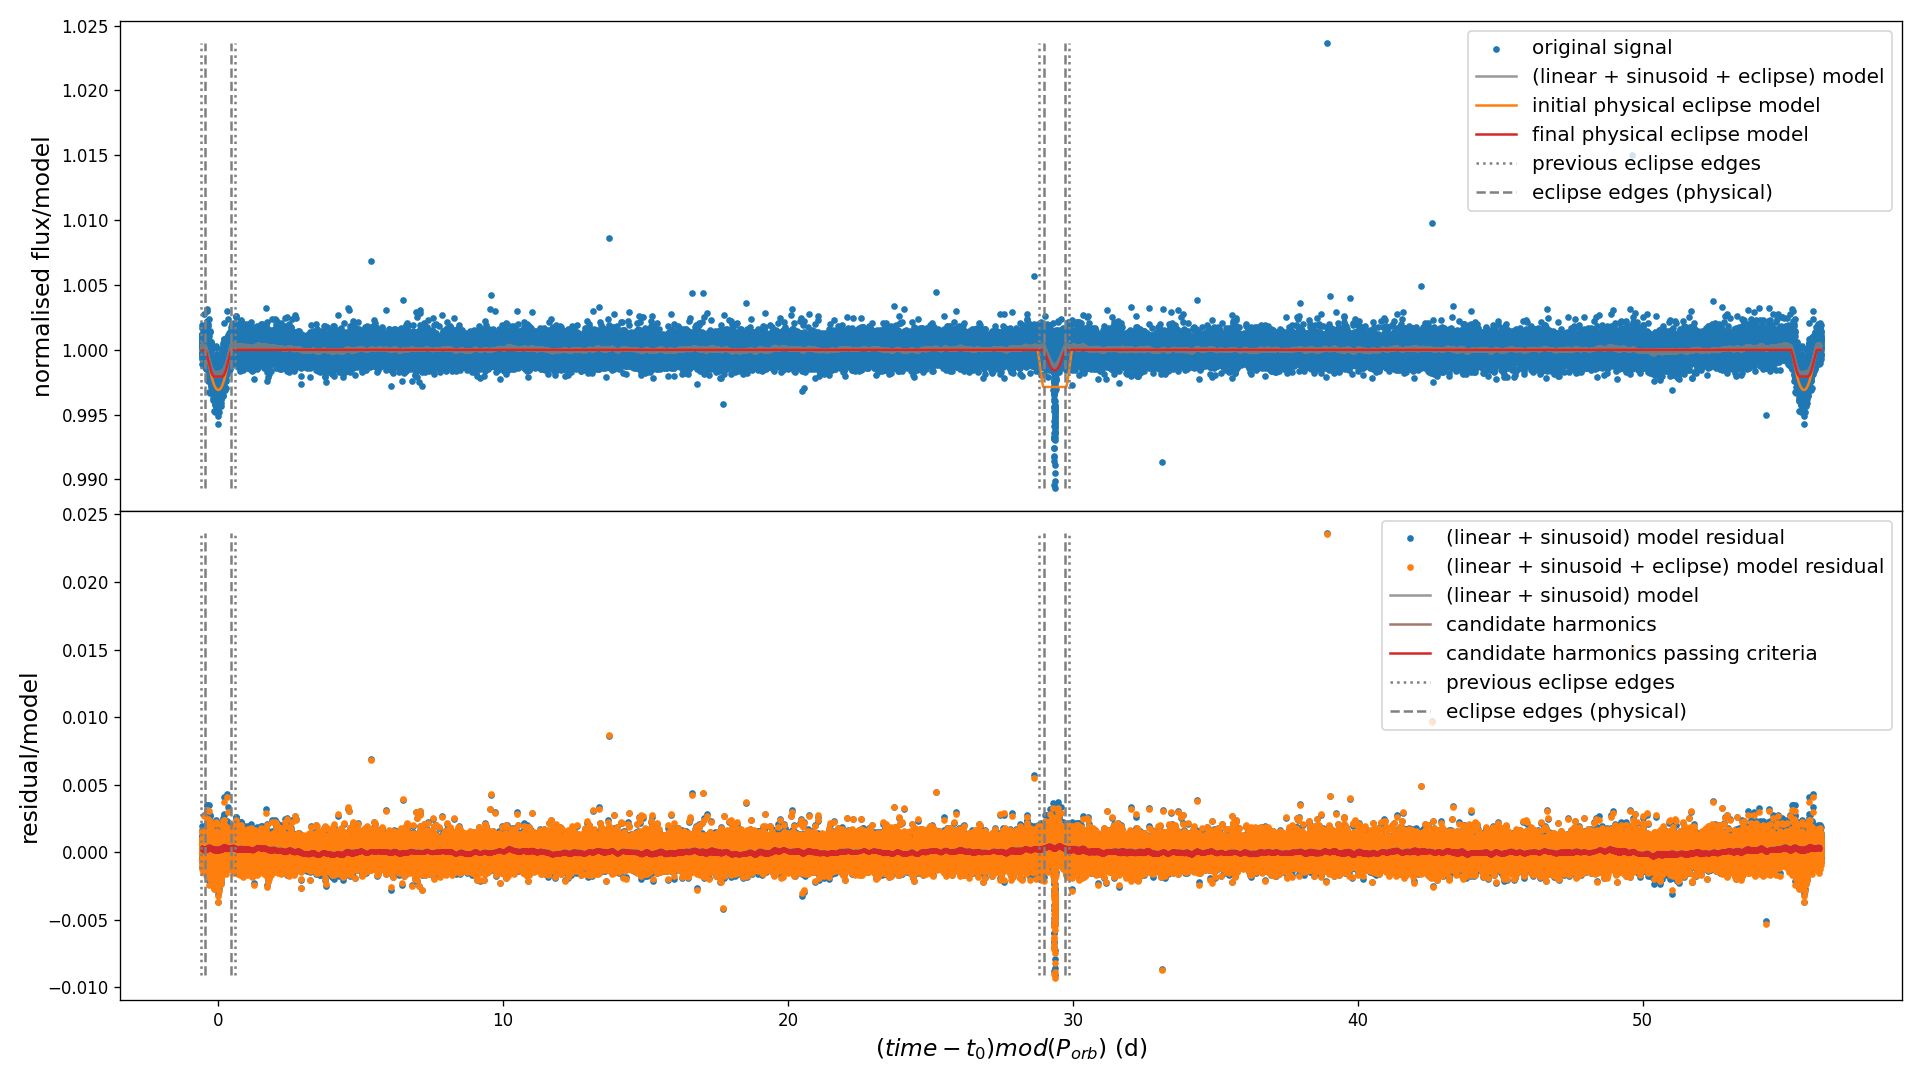 1.025
1.020
1.015
1.010
1.005
1.000
0.995
0.990
normalised flux/model
original signal
(linear + sinusoid + eclipse) model
initial physical eclipse model
final physical eclipse model
previous eclipse edges
eclipse edges (physical)
0.025
0.020
0.015
0.010
0.005
0.000
−0.005
−0.010
residual/model
(linear + sinusoid) model residual
(linear + sinusoid + eclipse) model residual
(linear + sinusoid) model
candidate harmonics
candidate harmonics passing criteria
previous eclipse edges
eclipse edges (physical)
0 10 20 30 40 50
(time − t₀)mod(P_orb) (d)